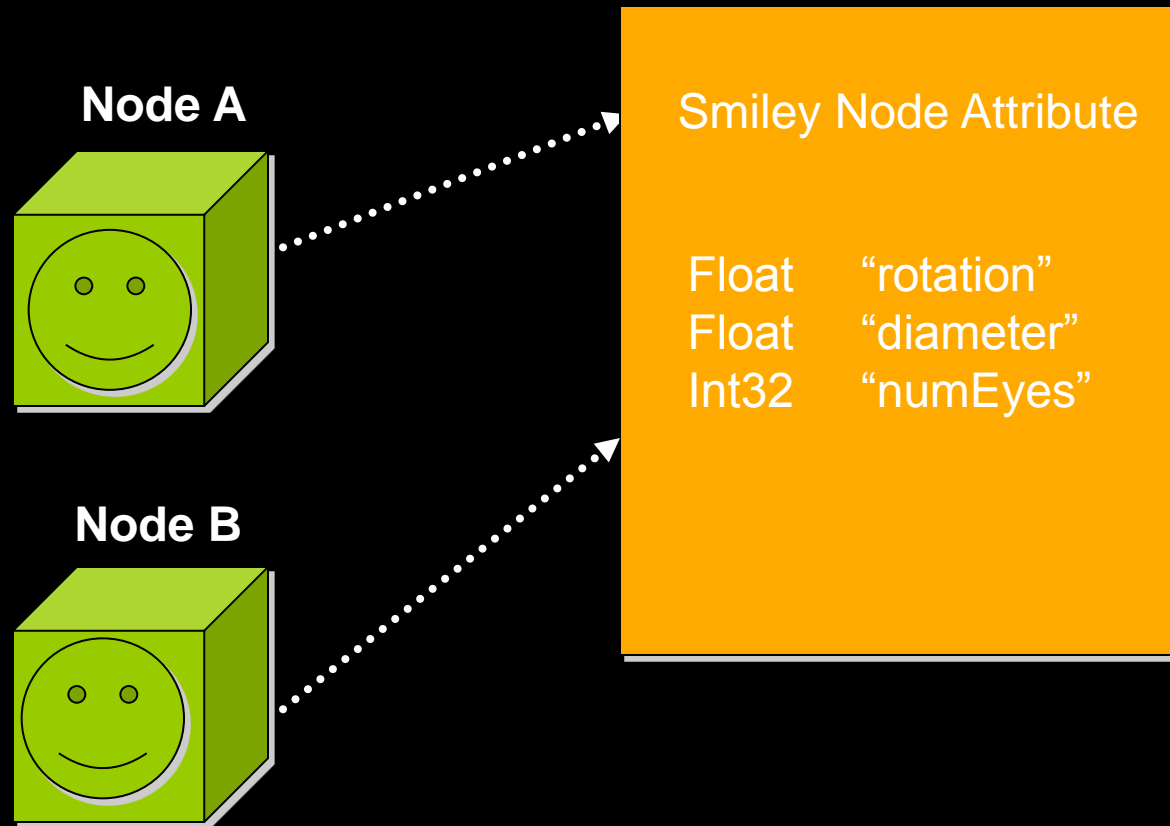 Node A
Smiley Node Attribute
Float “rotation”
Float “diameter”
Int32 “numEyes”
Node B